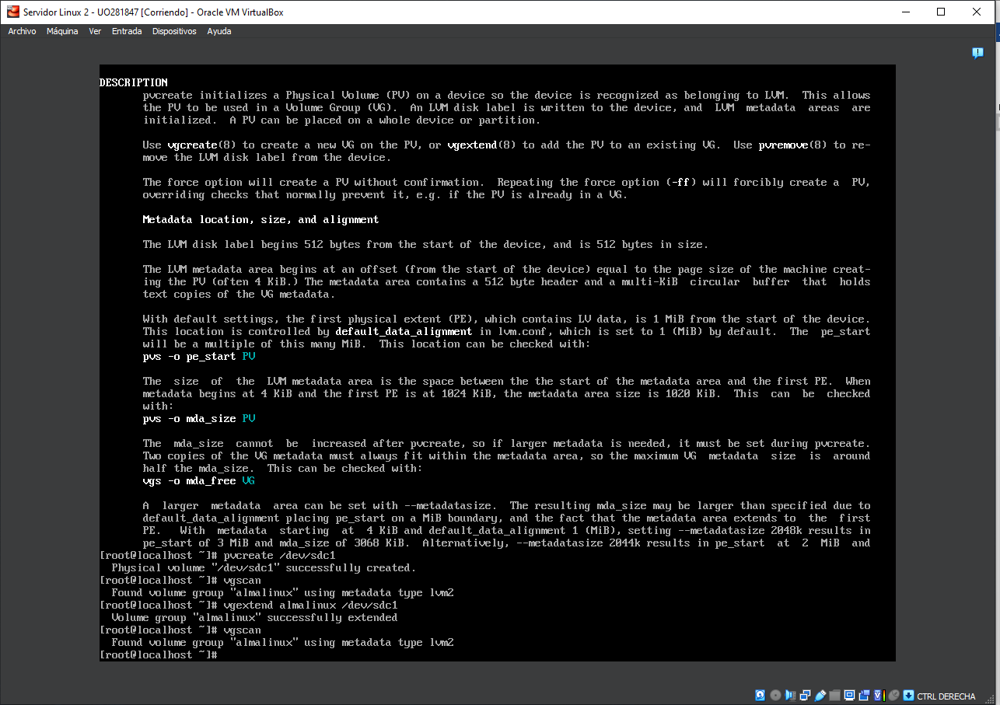 Servidor Linux 2 - UO281847 [Corriendo] - Oracle VM VirtualBox
Archivo Máquina Ver Entrada Dispositivos Ayuda
DESCRIPTION
pvcreate initializes a Physical Volume (PV) on a device so the device is recognized as belonging to LVM.  This allows
the PV to be used in a Volume Group (VG).  An LVM disk label is written to the device, and  LVM  metadata  areas  are
initialized.  A PV can be placed on a whole device or partition.
Use vgcreate(8) to create a new VG on the PV, or vgextend(8) to add the PV to an existing VG.  Use pvremove(8) to re-
move the LVM disk label from the device.
The force option will create a PV without confirmation.  Repeating the force option (-ff) will forcibly create a  PV,
overriding checks that normally prevent it, e.g. if the PV is already in a VG.
Metadata location, size, and alignment
The LVM disk label begins 512 bytes from the start of the device, and is 512 bytes in size.
The LVM metadata area begins at an offset (from the start of the device) equal to the page size of the machine creat-
ing the PV (often 4 KiB.) The metadata area contains a 512 byte header and a multi-KiB  circular  buffer  that  holds
text copies of the VG metadata.
With default settings, the first physical extent (PE), which contains LV data, is 1 MiB from the start of the device.
This location is controlled by default_data_alignment in lvm.conf, which is set to 1 (MiB) by default.  The  pe_start
will be a multiple of this many MiB.  This location can be checked with:
pvs -o pe_start PV
The  size  of  the  LVM metadata area is the space between the the start of the metadata area and the first PE.  When
metadata begins at 4 KiB and the first PE is at 1024 KiB, the metadata area size is 1020 KiB.  This  can  be  checked
with:
pvs -o mda_size PV
The  mda_size  cannot  be  increased after pvcreate, so if larger metadata is needed, it must be set during pvcreate.
Two copies of the VG metadata must always fit within the metadata area, so the maximum VG  metadata  size  is  around
half the mda_size.  This can be checked with:
vgs -o mda_free VG
A  larger  metadata  area can be set with --metadatasize.  The resulting mda_size may be larger than specified due to
default_data_alignment placing pe_start on a MiB boundary, and the fact that the metadata area extends to  the  first
PE.   With  metadata  starting  at  4 KiB and default_data_alignment 1 (MiB), setting --metadatasize 2048k results in
pe_start of 3 MiB and mda_size of 3068 KiB.  Alternatively, --metadatasize 2044k results in pe_start  at  2  MiB  and
[root@localhost ~]# pvcreate /dev/sdc1
Physical volume "/dev/sdc1" successfully created.
[root@localhost ~]# vgscan
Found volume group "almalinux" using metadata type lvm2
[root@localhost ~]# vgextend almalinux /dev/sdc1
Volume group "almalinux" successfully extended
[root@localhost ~]# vgscan
Found volume group "almalinux" using metadata type lvm2
[root@localhost ~]#
CTRL DERECHA